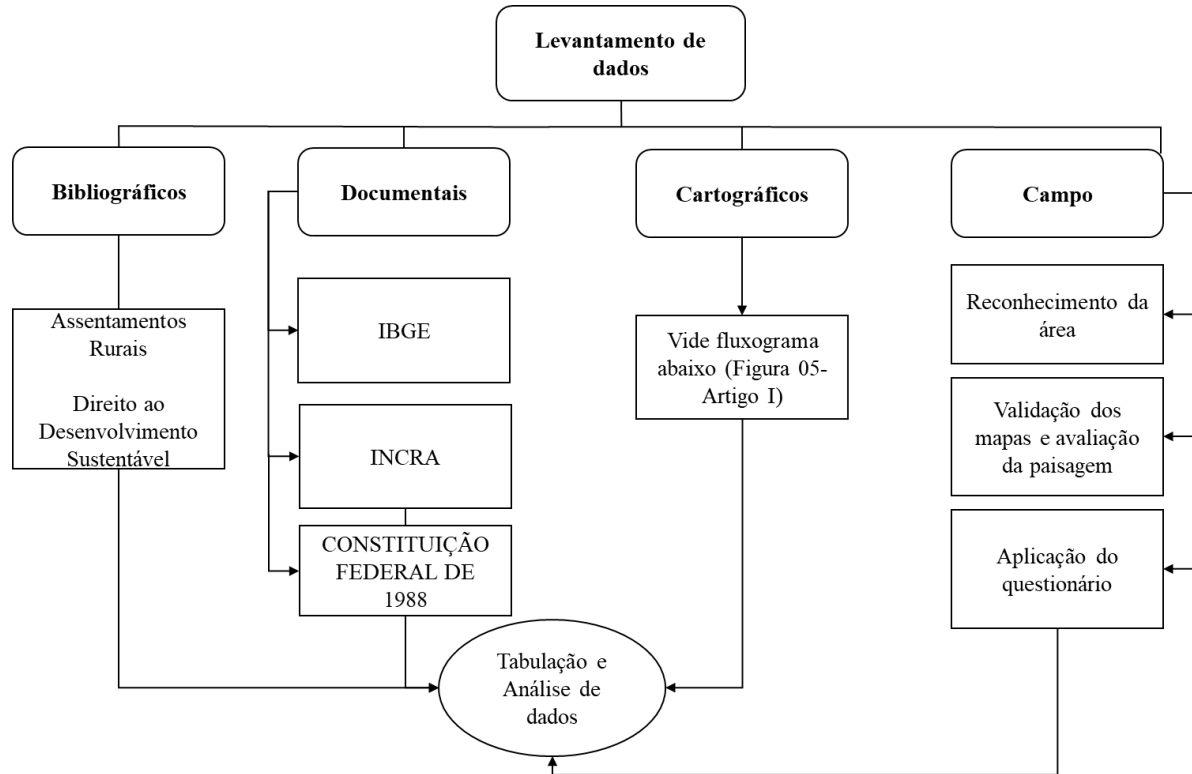 Levantamento de
dados
Bibliográficos
Documentais
Cartográficos
Campo
Assentamentos
Rurais
Direito ao
Desenvolvimento
Sustentável
IBGE
INCRA
CONSTITUIÇÃO
FEDERAL DE
1988
Vide fluxograma
abaixo (Figura 05-
Artigo I)
Reconhecimento da
área
Validação dos
mapas e avaliação
da paisagem
Aplicação do
questionário
Tabulação e
Análise de
dados